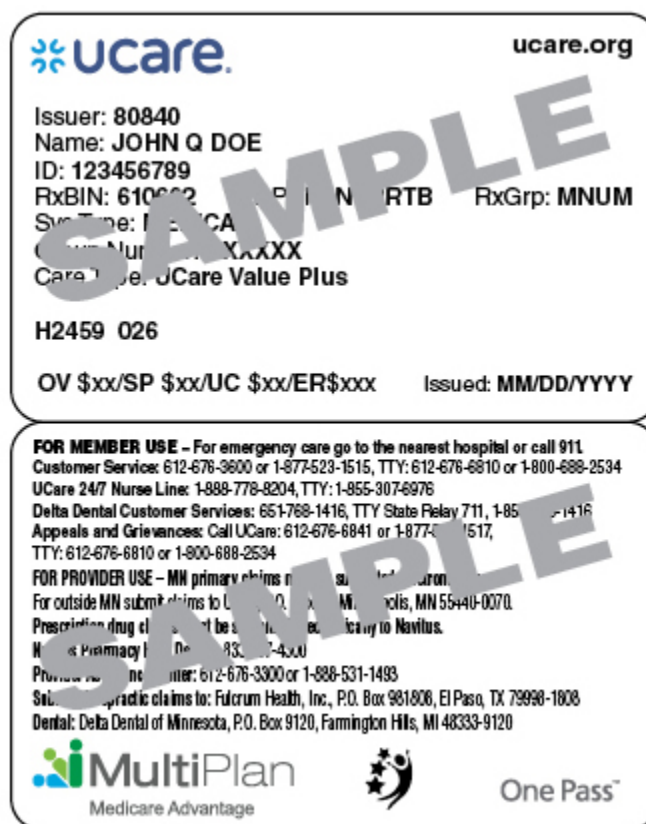 ucare.
ucare.org
Issuer: 80840
Name: JOHN Q DOE
ID: 123456789
RxBIN: RxGrp: MNUM
Care UCare Value Plus
H2459 026
OV $xx/SP $xx/UC $xx/ER$xxx Issued: MM/DD/YYYY
SAMPLE
FOR MEMBER USE – For emergency care go to the nearest hospital or call 911.
Customer Service: 612-676-3600 or 1-877-523-1515, TTY: 612-676-6810 or 1-800-688-2534
UCare 24/7 Nurse Line: 1-888-778-8204, TTY: 1-855-307-6976
Delta Dental Customer Services: 651-768-1416, TTY State Relay 711,
Appeals and Grievances: Call UCare: 612-676-6841 or
TTY: 612-676-6810 or 1-800-688-2534
FOR PROVIDER USE – MN primary claims
For outside MN submit claims to MN 55440-0070.
Prescription drug to Navitus.
Pharmacy
612-676-3300 or 1-888-531-1493
claims to: Fulcrum Health, Inc., P.O. Box 981808, El Paso, TX 79998-1808
Dental: Delta Dental of Minnesota, P.O. Box 9120, Farmington Hills, MI 48333-9120
SAMPLE
MultiPlan
Medicare Advantage
One Pass™